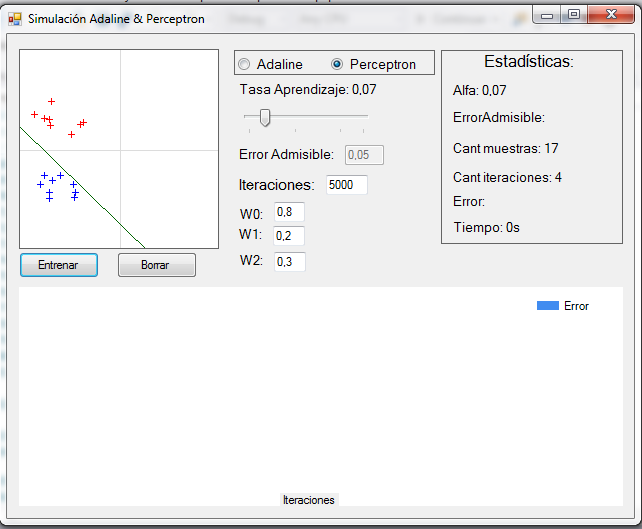 Simulación Adaline & Perceptron
Adaline
Perceptron
Tasa Aprendizaje: 0,07
Error Admisible: 0,05
Iteraciones: 5000
W0: 0,8
W1: 0,2
W2: 0,3
Estadísticas:
Alfa: 0,07
ErrorAdmisible:
Cant muestras: 17
Cant iteraciones: 4
Error:
Tiempo: 0s
Entrenar
Borrar
Error
Iteraciones